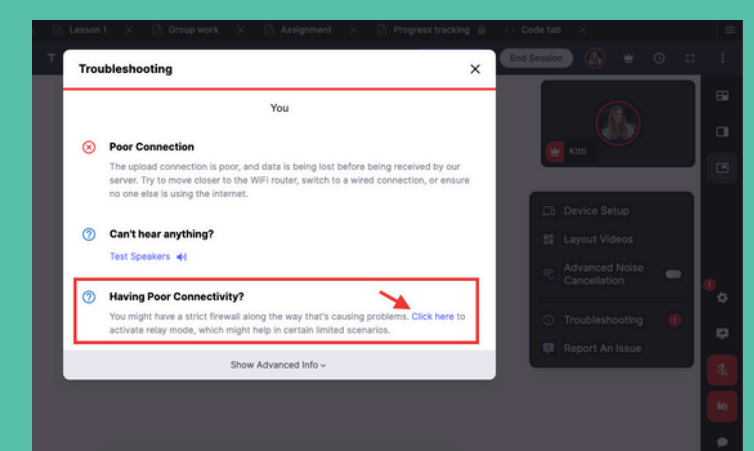 Lesson 1 Group work Assignment Progress tracking Code tab
T
End Session
Troubleshooting
You
Poor Connection
The upload connection is poor, and data is being lost before being received by our
server. Try to move closer to the WiFi router, switch to a wired connection, or ensure
no one else is using the internet.
Can't hear anything?
Test Speakers
Having Poor Connectivity?
You might have a strict firewall along the way that's causing problems. Click here to
activate relay mode, which might help in certain limited scenarios.
Show Advanced Info
Kitti
Device Setup
Layout Videos
Advanced Noise
Cancellation
Troubleshooting
Report An Issue